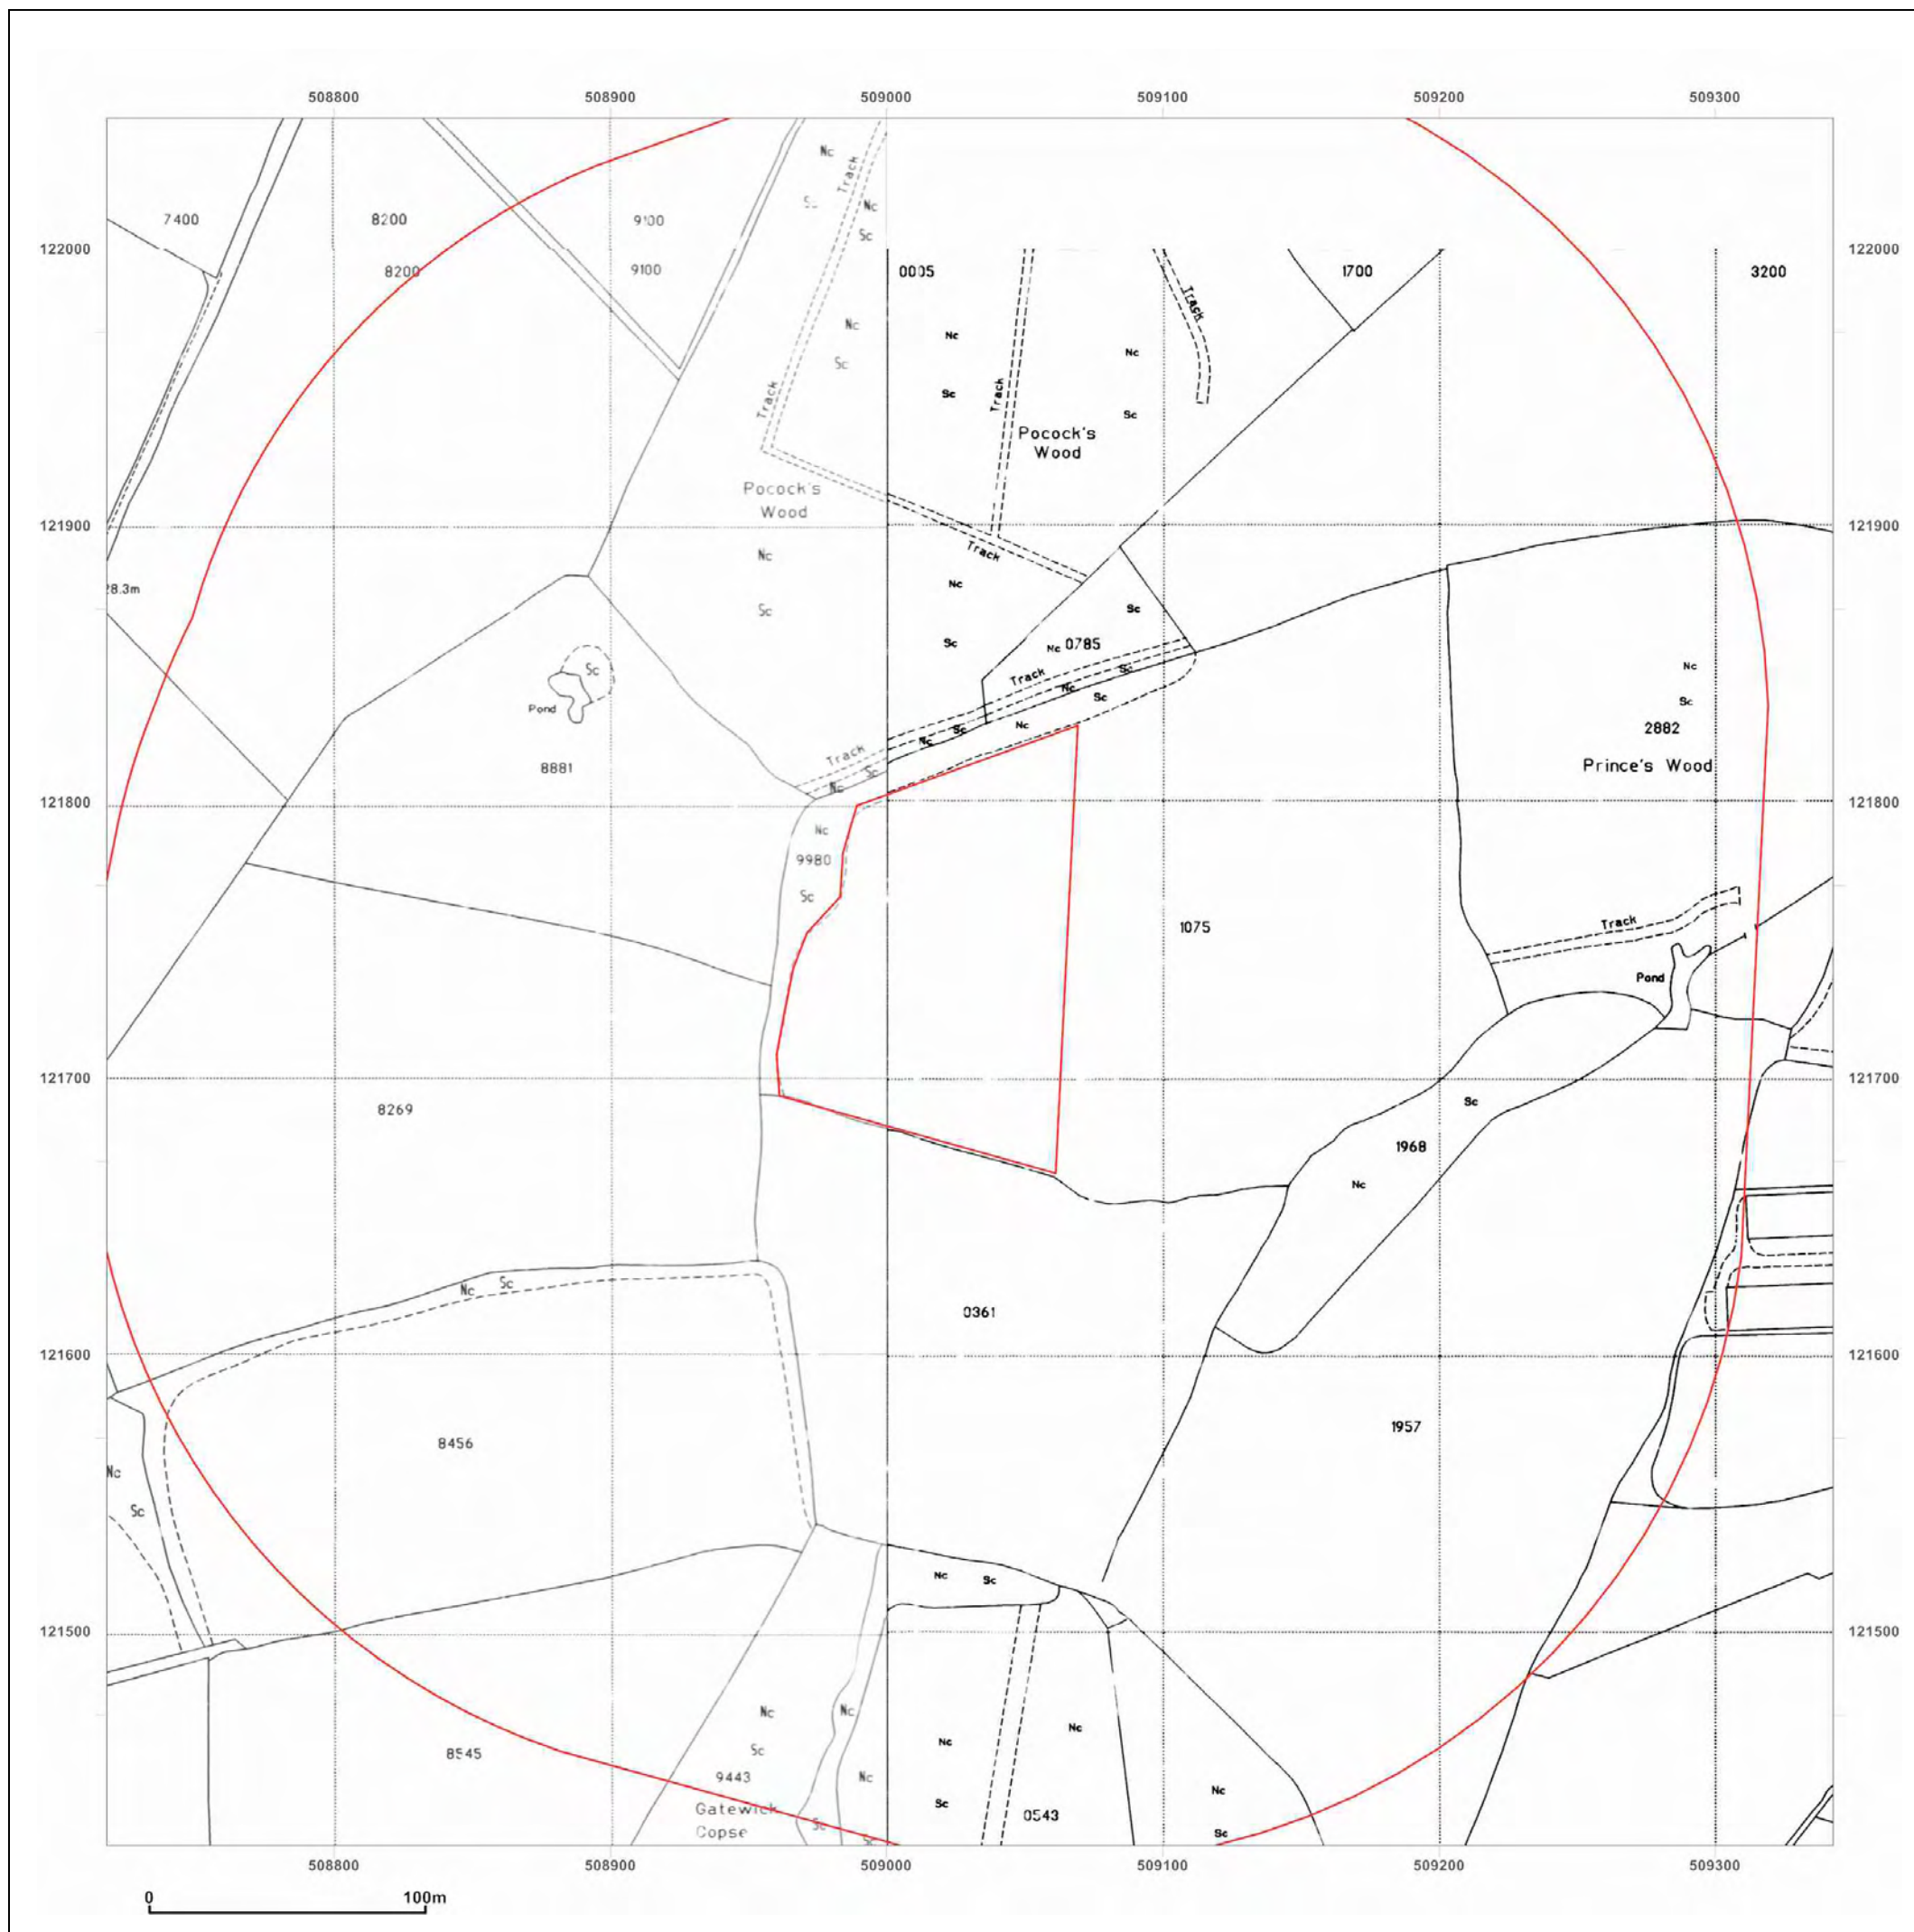 508800 508900 509000 509100 509200 509300
Nc
Track
7400 8200 9100 Nc
Sc
122000 122000
8200 9100 0005 1700 3200
Track
Nc Nc Nc
Sc
Track Track Sc Sc
Pocock's
Wood
Pocock's
Wood
121900 121900
Track
Nc Nc
28.3m Sc Sc Sc
Nc 0785
Sc Sc Nc
Track Sc
Pond Nc Sc Sc
Nc 2882
Nc Sc
Track Prince's Wood
8881 Sc
Nc
121800 121800
Nc
9980
Sc
1075 Track
Pond
121700 121700
8269 Sc
1968
Nc
Nc Sc
0361
121600 121600
8456 1957
Nc
Sc
Nc Sc
121500 121500
Nc Nc Nc
Sc Nc
8545 9443 Nc Nc
Gatewick Sc 0543
Copse Sc Sc Sc
508800 508900 509000 509100 509200 509300
0 100m